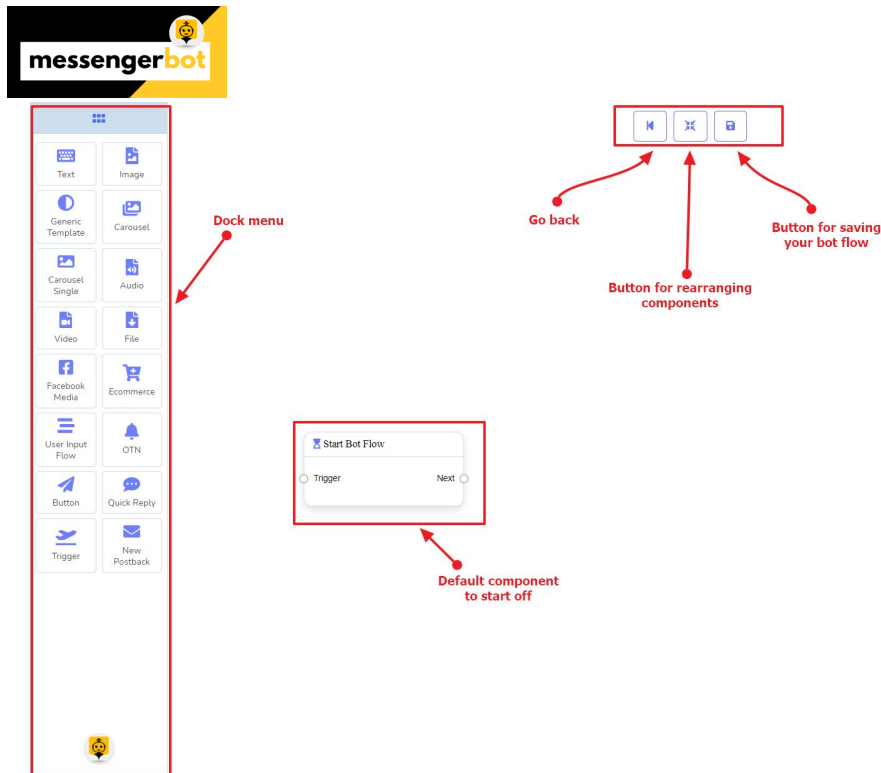 messengerbot
Text
Image
Generic
Template
Carousel
Carousel
Single
Audio
Video
File
Facebook
Media
Ecommerce
User Input
Flow
OTN
Button
Quick Reply
Trigger
New
Postback
Dock menu
Go back
Button for rearranging
components
Button for saving
your bot flow
Start Bot Flow
Trigger Next
Default component
to start off